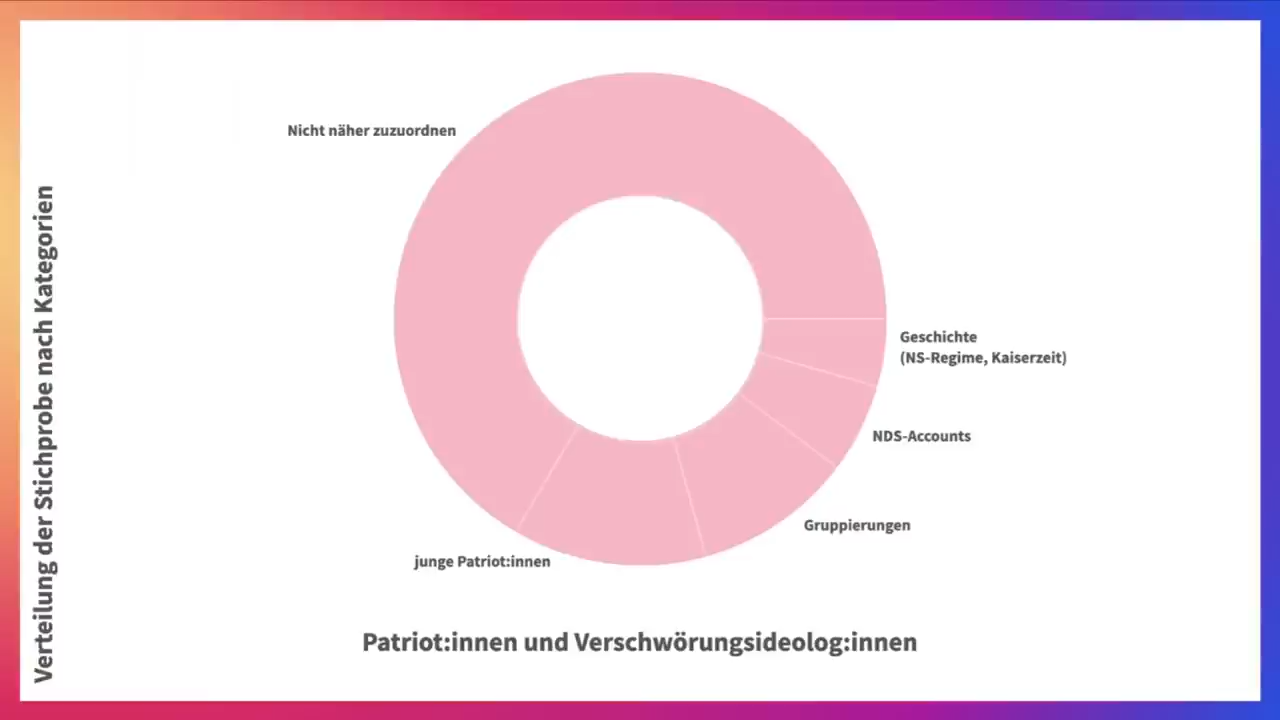 Verteilung der Stichprobe nach Kategorien
Nicht näher zuzuordnen
Geschichte
(NS-Regime, Kaiserzeit)
NDS-Accounts
Gruppierungen
junge Patriot:innen
Patriot:innen und Verschwörungsideolog:innen